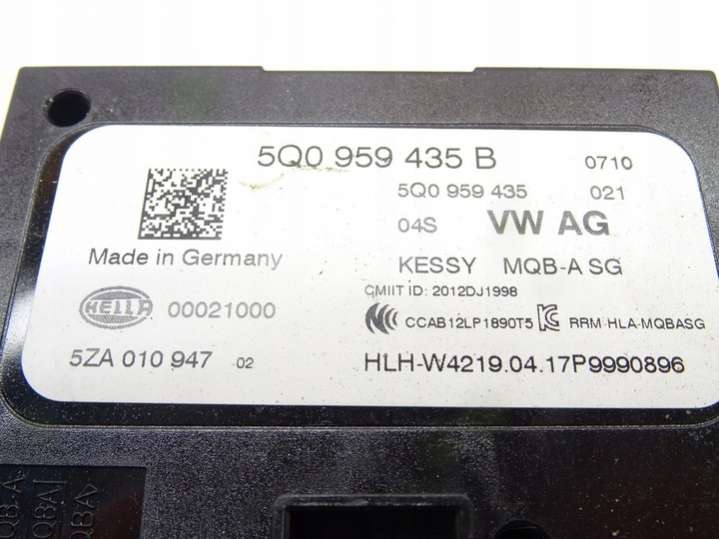 5Q0 959 435 B 0710
5Q0 959 435 021
04S VW AG
Made in Germany KESSY MQB-A SG
CMIIT ID: 2012DJ1998
HELLA 00021000 CCAB12LP1890T5 RRM-HLA-MQBASG
5ZA 010 947 02 HLH-W4219.04.17P9990896